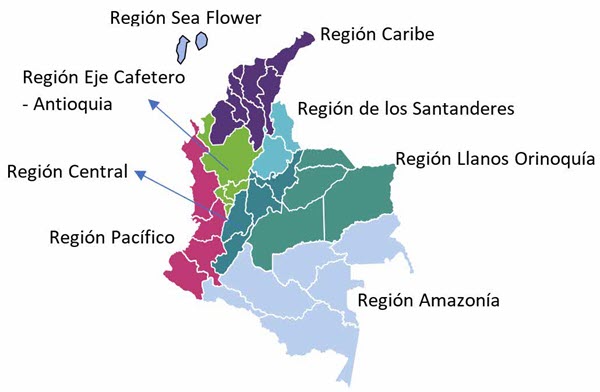 Región Sea Flower
Región Caribe
Región Eje Cafetero
- Antioquia
Región de los Santanderes
Región Llanos Orinoquía
Región Central
Región Pacífico
Región Amazonía